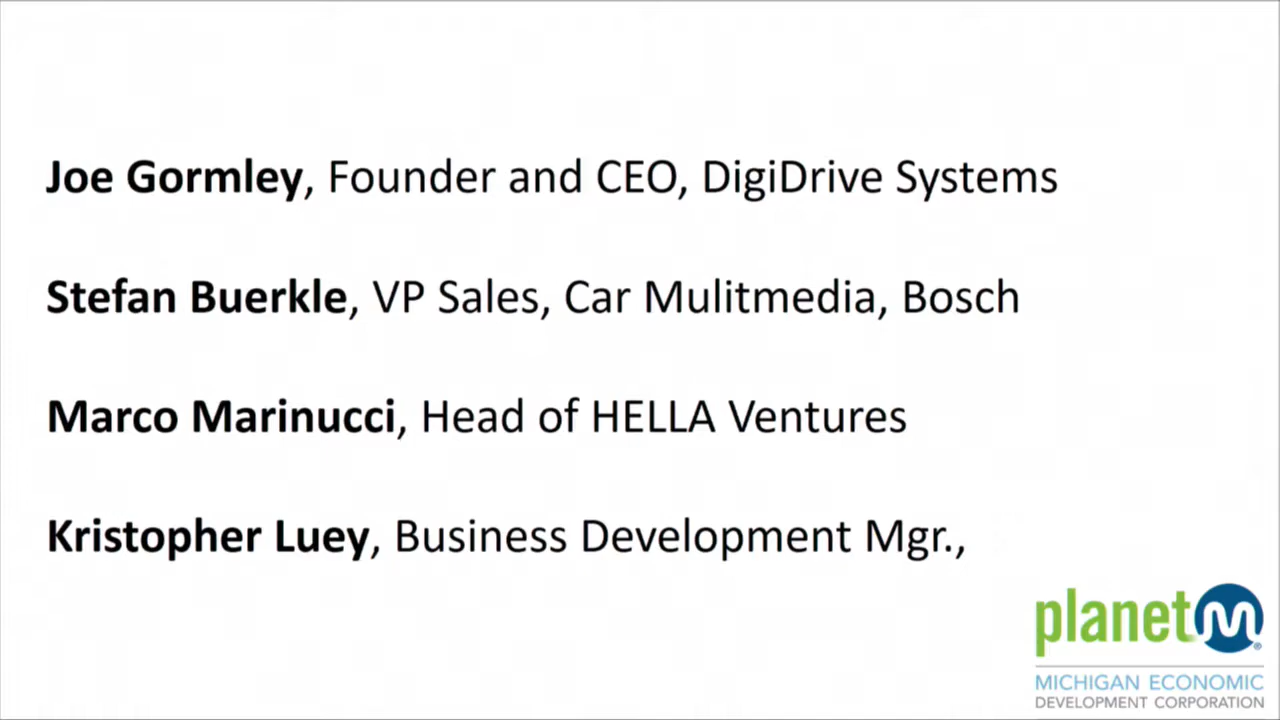 Joe Gormley, Founder and CEO, DigiDrive Systems
Stefan Buerkle, VP Sales, Car Mulitmedia, Bosch
Marco Marinucci, Head of HELLA Ventures
Kristopher Luey, Business Development Mgr.,
planetM®
MICHIGAN ECONOMIC
DEVELOPMENT CORPORATION